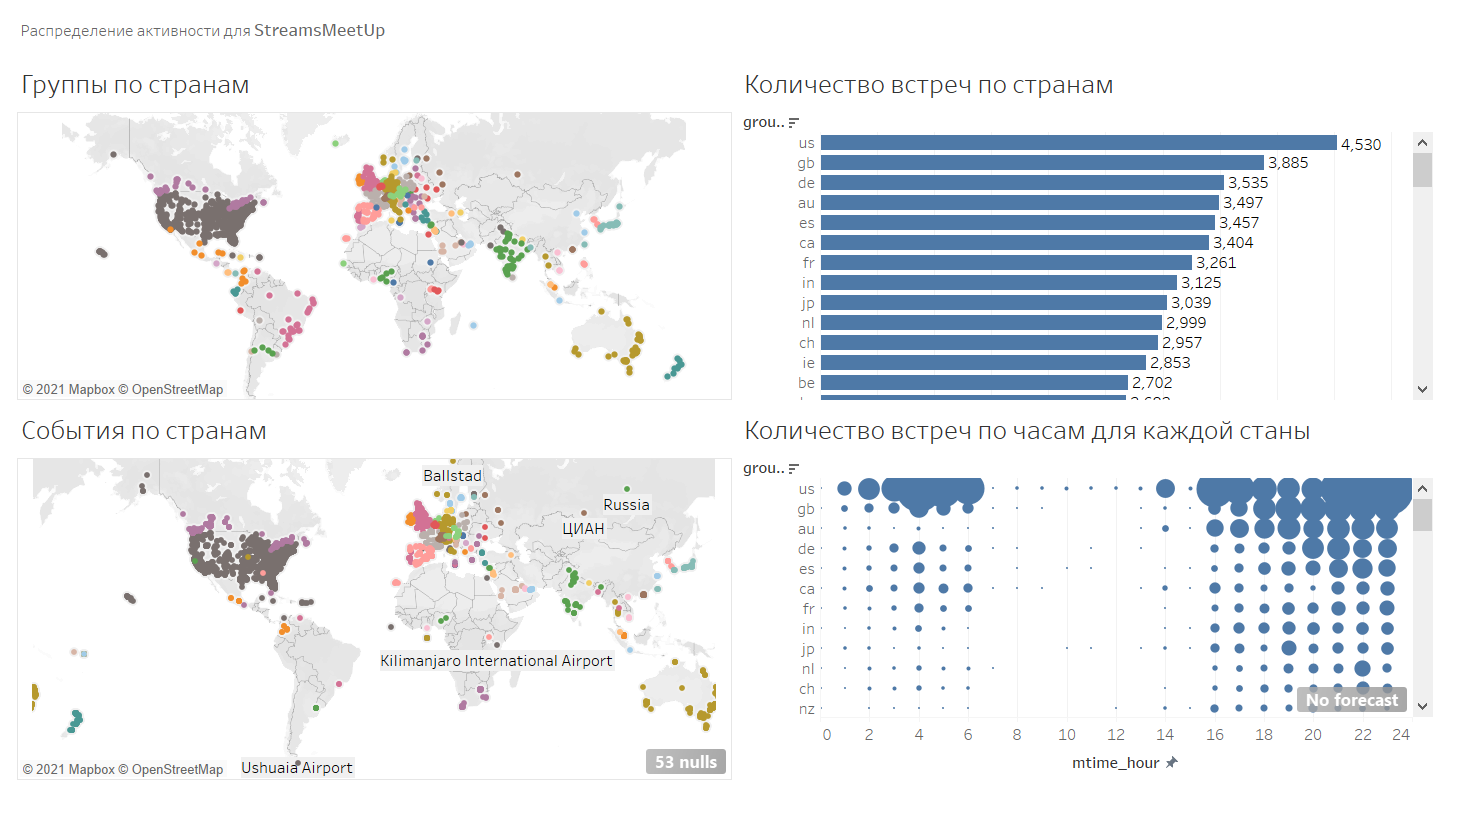 Распределение активности для StreamsMeetUp
Группы по странам
© 2021 Mapbox © OpenStreetMap
Количество встреч по странам
grou..
us 4,530
gb 3,885
de 3,535
au 3,497
es 3,457
ca 3,404
fr 3,261
in 3,125
jp 3,039
nl 2,999
ch 2,957
ie 2,853
be 2,702
События по странам
Ballstad
Russia
ЦИАН
Kilimanjaro International Airport
Ushuaia Airport
© 2021 Mapbox © OpenStreetMap
53 nulls
Количество встреч по часам для каждой станы
grou..
us
gb
au
de
es
ca
fr
in
jp
nl
ch
nz
No forecast
0 2 4 6 8 10 12 14 16 18 20 22 24
mtime_hour